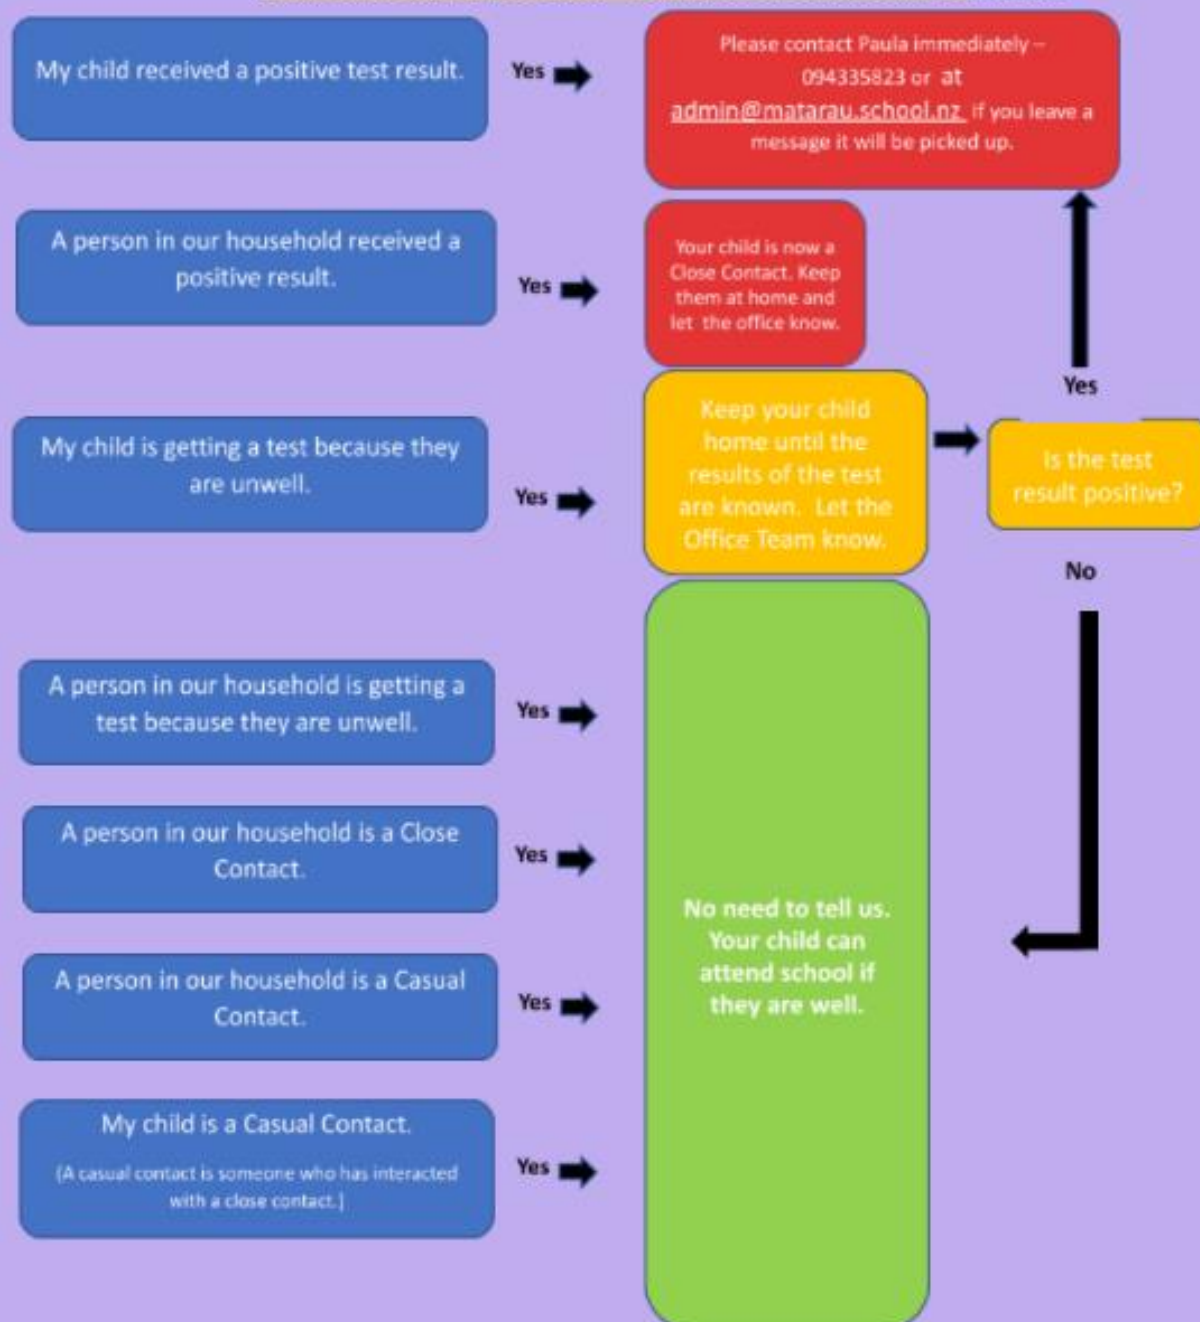 My child received a positive test result.
Yes
Please contact Paula immediately –
094335823 or at
admin@matarau.school.nz if you leave a
message it will be picked up.
A person in our household received a
positive result.
Yes
Your child is now a
Close Contact. Keep
them at home and
let the office know.
My child is getting a test because they
are unwell.
Yes
Keep your child
home until the
results of the test
are known. Let the
Office Team know.
Yes
Is the test
result positive?
No
A person in our household is getting a
test because they are unwell.
Yes
A person in our household is a Close
Contact.
Yes
No need to tell us.
Your child can
attend school if
they are well.
A person in our household is a Casual
Contact.
Yes
My child is a Casual Contact.
(A casual contact is someone who has interacted
with a close contact.]
Yes